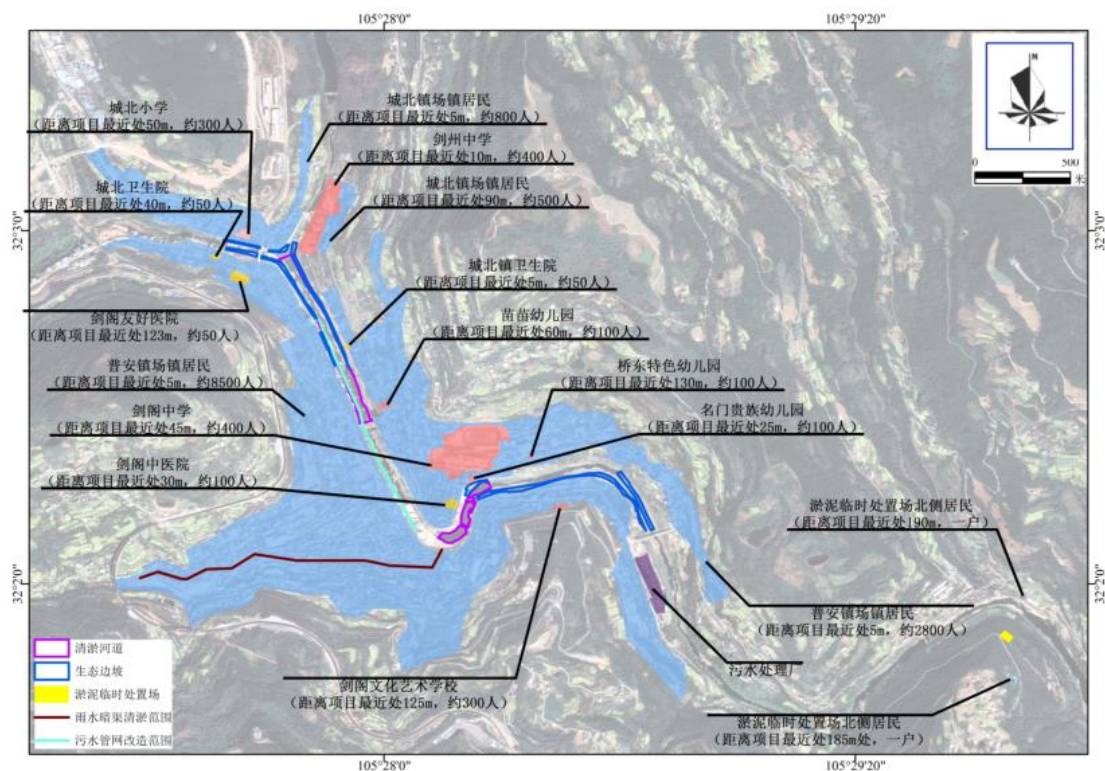 105°28'0"
105°29'20"
城北小学
(距离项目最近处50m，约300人)
城北镇场镇居民
(距离项目最近处5m，约800人)
剑州中学
(距离项目最近处10m，约400人)
城北卫生院
(距离项目最近处40m，约50人)
城北镇场镇居民
(距离项目最近处90m，约500人)
0
500
米
32°3'0"
32°3'0"
城北镇卫生院
(距离项目最近处5m，约50人)
剑阁友好医院
(距离项目最近处123m，约50人)
苗苗幼儿园
(距离项目最近处60m，约100人)
普安镇场镇居民
(距离项目最近处5m，约8500人)
桥东特色幼儿园
(距离项目最近处130m，约100人)
剑阁中学
(距离项目最近处45m，约400人)
名门贵族幼儿园
(距离项目最近处25m，约100人)
剑阁中医院
(距离项目最近处30m，约100人)
淤泥临时处置场北侧居民
(距离项目最近处190m，一户)
32°2'0"
32°2'0"
普安镇场镇居民
(距离项目最近处5m，约2800人)
污水处理厂
剑阁文化艺术学校
(距离项目最近处125m，约300人)
淤泥临时处置场北侧居民
(距离项目最近处185m处，一户)
清淤河道
生态边坡
淤泥临时处置场
雨水暗渠清淤范围
污水管网改造范围
105°28'0"
105°29'20"